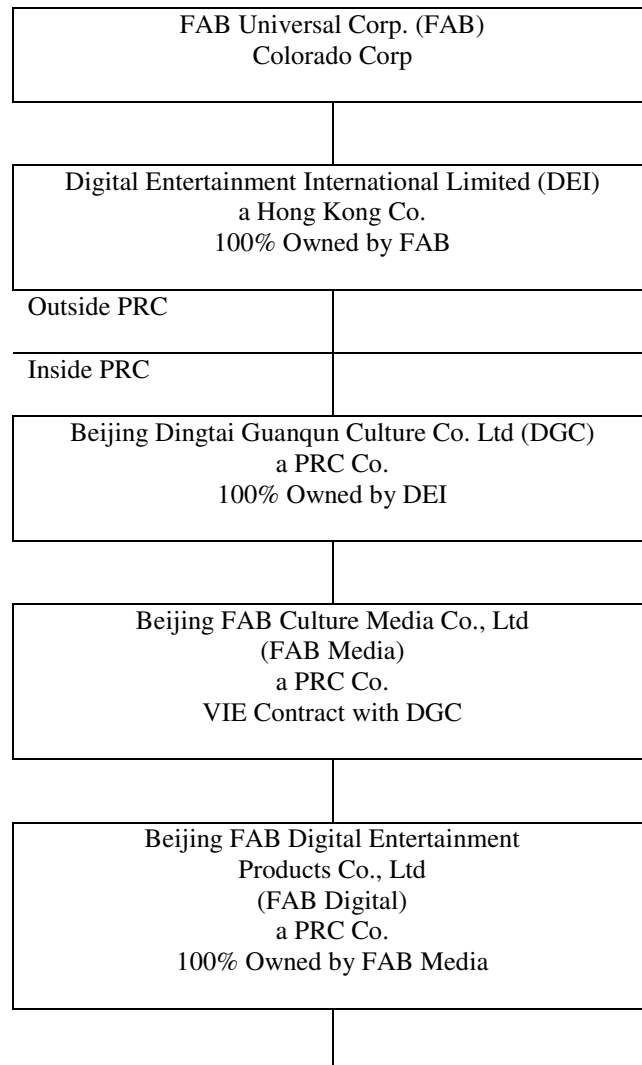 FAB Universal Corp. (FAB)
Colorado Corp
Digital Entertainment International Limited (DEI)
a Hong Kong Co.
100% Owned by FAB
Outside PRC
Inside PRC
Beijing Dingtai Guanqun Culture Co. Ltd (DGC)
a PRC Co.
100% Owned by DEI
Beijing FAB Culture Media Co., Ltd
(FAB Media)
a PRC Co.
VIE Contract with DGC
Beijing FAB Digital Entertainment
Products Co., Ltd
(FAB Digital)
a PRC Co.
100% Owned by FAB Media